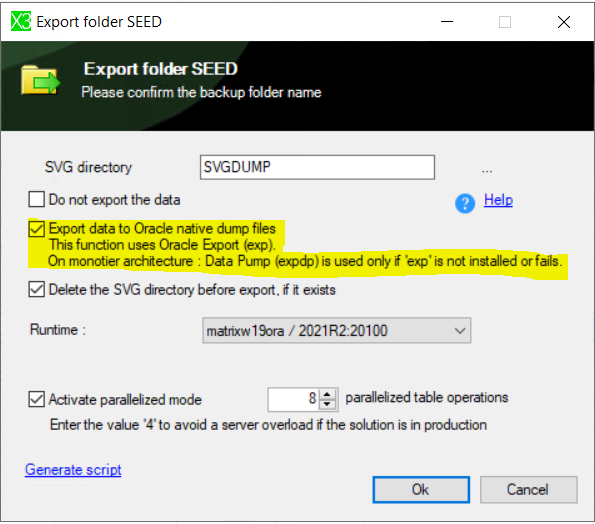 X3 Export folder SEED
Export folder SEED
Please confirm the backup folder name
SVG directory SVGDUMP ...
Do not export the data
? Help
Export data to Oracle native dump files
This function uses Oracle Export (exp).
On monotier architecture : Data Pump (expdp) is used only if 'exp' is not installed or fails.
Delete the SVG directory before export, if it exists
Runtime : matrixw19ora / 2021R2:20100
Activate parallelized mode 8 parallelized table operations
Enter the value '4' to avoid a server overload if the solution is in production
Generate script
Ok Cancel